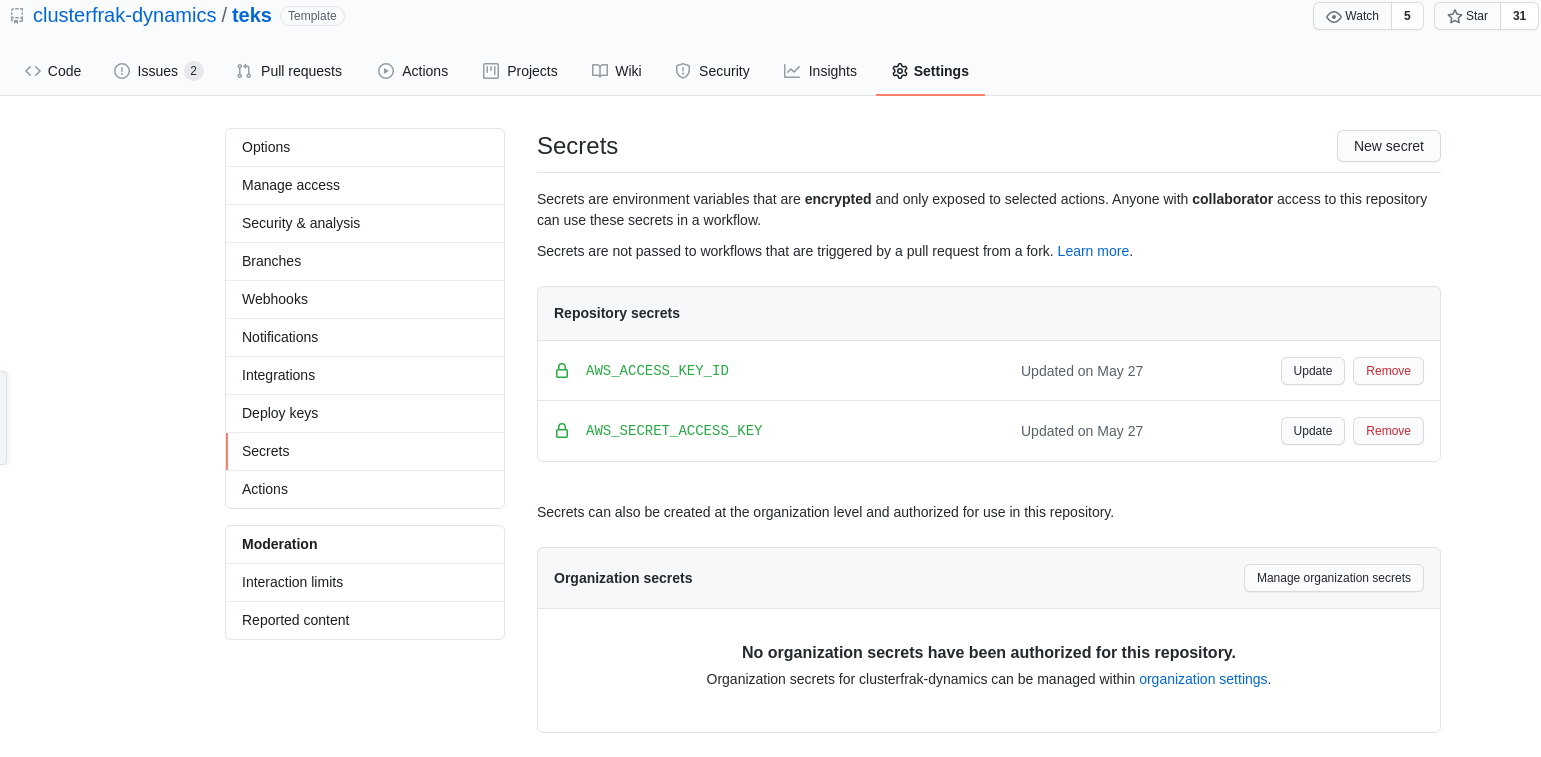 clusterfrak-dynamics / teks Template
Watch 5 Star 31
Code Issues 2 Pull requests Actions Projects Wiki Security Insights Settings
Options
Manage access
Security & analysis
Branches
Webhooks
Notifications
Integrations
Deploy keys
Secrets
Actions
Moderation
Interaction limits
Reported content
Secrets New secret
Secrets are environment variables that are encrypted and only exposed to selected actions. Anyone with collaborator access to this repository
can use these secrets in a workflow.
Secrets are not passed to workflows that are triggered by a pull request from a fork. Learn more.
Repository secrets
AWS_ACCESS_KEY_ID Updated on May 27 Update Remove
AWS_SECRET_ACCESS_KEY Updated on May 27 Update Remove
Secrets can also be created at the organization level and authorized for use in this repository.
Organization secrets Manage organization secrets
No organization secrets have been authorized for this repository.
Organization secrets for clusterfrak-dynamics can be managed within organization settings.